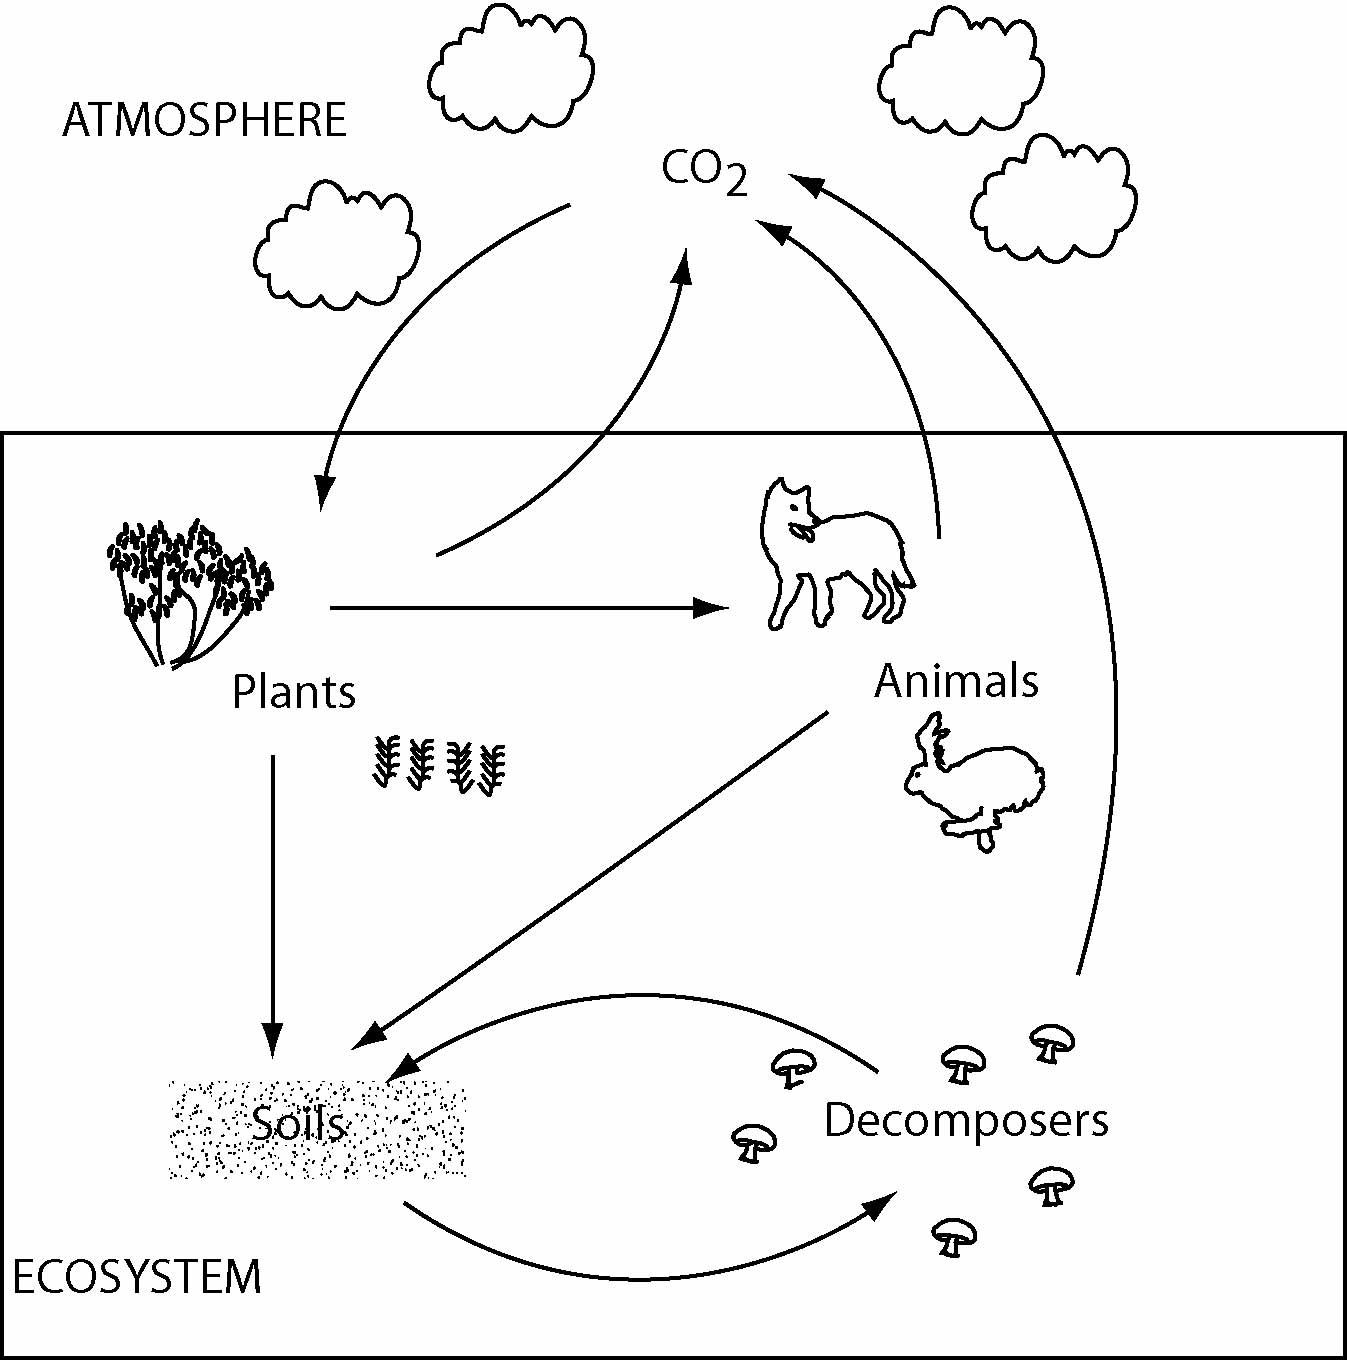 ATMOSPHERE
CO2
Plants
Animals
Soils
Decomposers
ECOSYSTEM